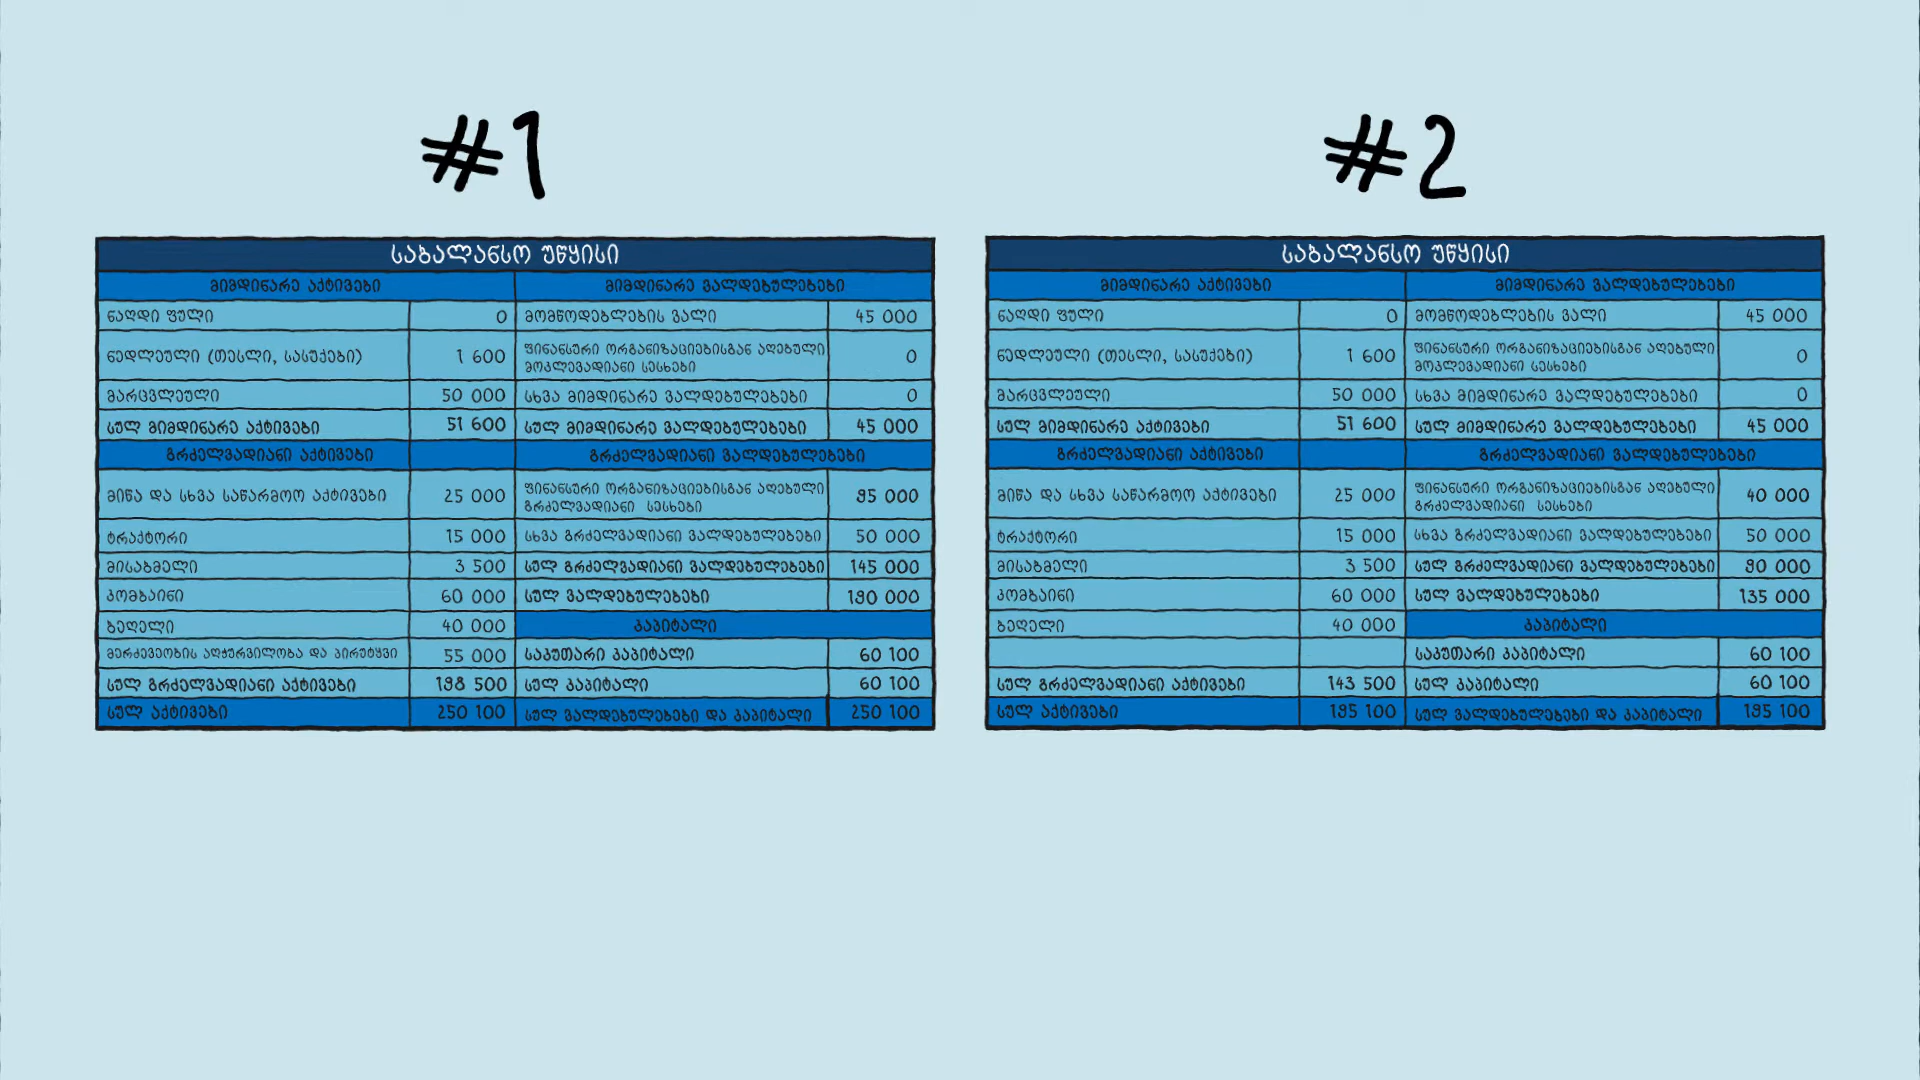 #1
საბალანსო უწყისი
მიმდინარე აქტივები მიმდინარე ვალდებულებები
ნაღდი ფული 0 მომწოდებლების ვალი 45 000
ნედლეული (თესლი, სასუქები) 1 600 ფინანსური ორგანიზაციებისგან აღებული
მოკლევადიანი სესხები 0
მარცვლეული 50 000 სხვა მიმდინარე ვალდებულებები 0
სულ მიმდინარე აქტივები 51 600 სულ მიმდინარე ვალდებულებები 45 000
გრძელვადიანი აქტივები გრძელვადიანი ვალდებულებები
მიწა და სხვა საწარმოო აქტივები 25 000 ფინანსური ორგანიზაციებისგან აღებული
გრძელვადიანი სესხები 95 000
ტრაქტორი 15 000 სხვა გრძელვადიანი ვალდებულებები 50 000
მისაბმელი 3 500 სულ გრძელვადიანი ვალდებულებები 145 000
კომბაინი 60 000 სულ ვალდებულებები 190 000
ბეღელი 40 000 კაპიტალი
მერძევეობის აღჭურვილობა და პირუტყვი 55 000 საკუთარი კაპიტალი 60 100
სულ გრძელვადიანი აქტივები 198 500 სულ კაპიტალი 60 100
სულ აქტივები 250 100 სულ ვალდებულებები და კაპიტალი 250 100
#2
საბალანსო უწყისი
მიმდინარე აქტივები მიმდინარე ვალდებულებები
ნაღდი ფული 0 მომწოდებლების ვალი 45 000
ნედლეული (თესლი, სასუქები) 1 600 ფინანსური ორგანიზაციებისგან აღებული
მოკლევადიანი სესხები 0
მარცვლეული 50 000 სხვა მიმდინარე ვალდებულებები 0
სულ მიმდინარე აქტივები 51 600 სულ მიმდინარე ვალდებულებები 45 000
გრძელვადიანი აქტივები გრძელვადიანი ვალდებულებები
მიწა და სხვა საწარმოო აქტივები 25 000 ფინანსური ორგანიზაციებისგან აღებული
გრძელვადიანი სესხები 40 000
ტრაქტორი 15 000 სხვა გრძელვადიანი ვალდებულებები 50 000
მისაბმელი 3 500 სულ გრძელვადიანი ვალდებულებები 90 000
კომბაინი 60 000 სულ ვალდებულებები 135 000
ბეღელი 40 000 კაპიტალი
საკუთარი კაპიტალი 60 100
სულ გრძელვადიანი აქტივები 143 500 სულ კაპიტალი 60 100
სულ აქტივები 195 100 სულ ვალდებულებები და კაპიტალი 195 100